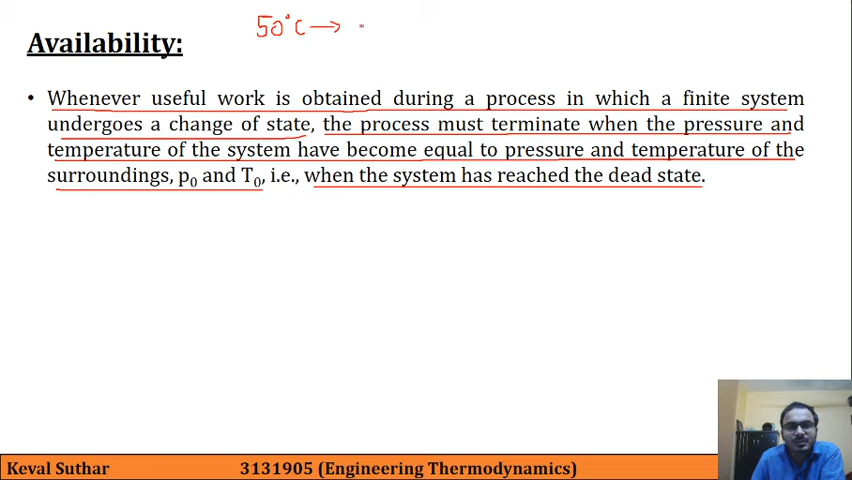 50°C →
Availability:
• Whenever useful work is obtained during a process in which a finite system
undergoes a change of state, the process must terminate when the pressure and
temperature of the system have become equal to pressure and temperature of the
surroundings, p₀ and T₀, i.e., when the system has reached the dead state.
Keval Suthar 3131905 (Engineering Thermodynamics)